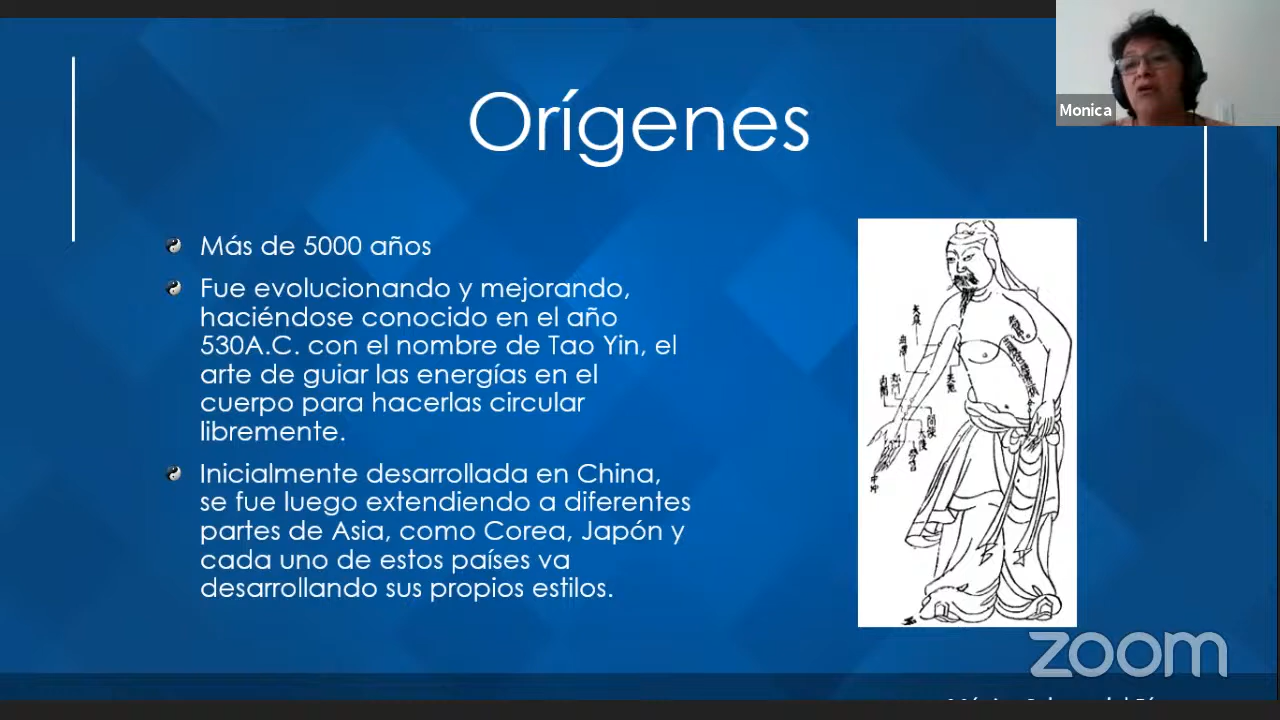 Orígenes
Monica
Más de 5000 años
Fue evolucionando y mejorando,
haciéndose conocido en el año
530A.C. con el nombre de Tao Yin, el
arte de guiar las energías en el
cuerpo para hacerlas circular
libremente.
Inicialmente desarrollada en China,
se fue luego extendiendo a diferentes
partes de Asia, como Corea, Japón y
cada uno de estos países va
desarrollando sus propios estilos.
zoom